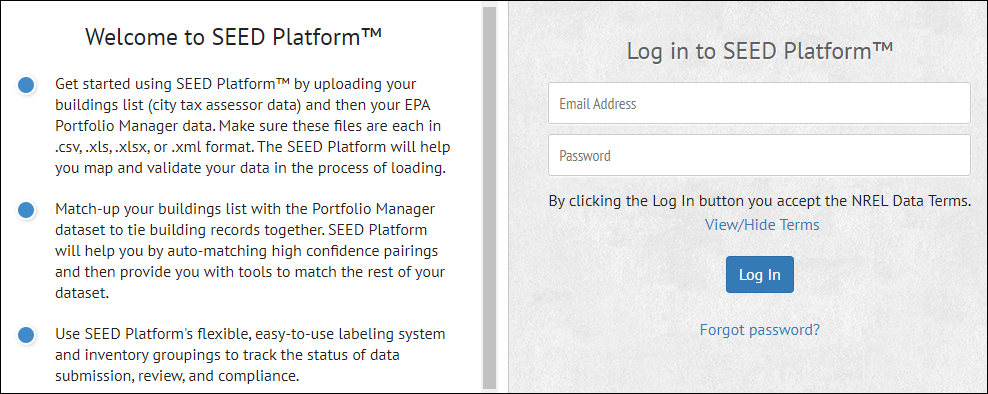 Welcome to SEED Platform™
Get started using SEED Platform™ by uploading your
buildings list (city tax assessor data) and then your EPA
Portfolio Manager data. Make sure these files are each in
.csv, .xls, .xlsx, or .xml format. The SEED Platform will help
you map and validate your data in the process of loading.
Match-up your buildings list with the Portfolio Manager
dataset to tie building records together. SEED Platform
will help you by auto-matching high confidence pairings
and then provide you with tools to match the rest of your
dataset.
Use SEED Platform's flexible, easy-to-use labeling system
and inventory groupings to track the status of data
submission, review, and compliance.
Log in to SEED Platform™
Email Address
Password
By clicking the Log In button you accept the NREL Data Terms.
View/Hide Terms
Log In
Forgot password?